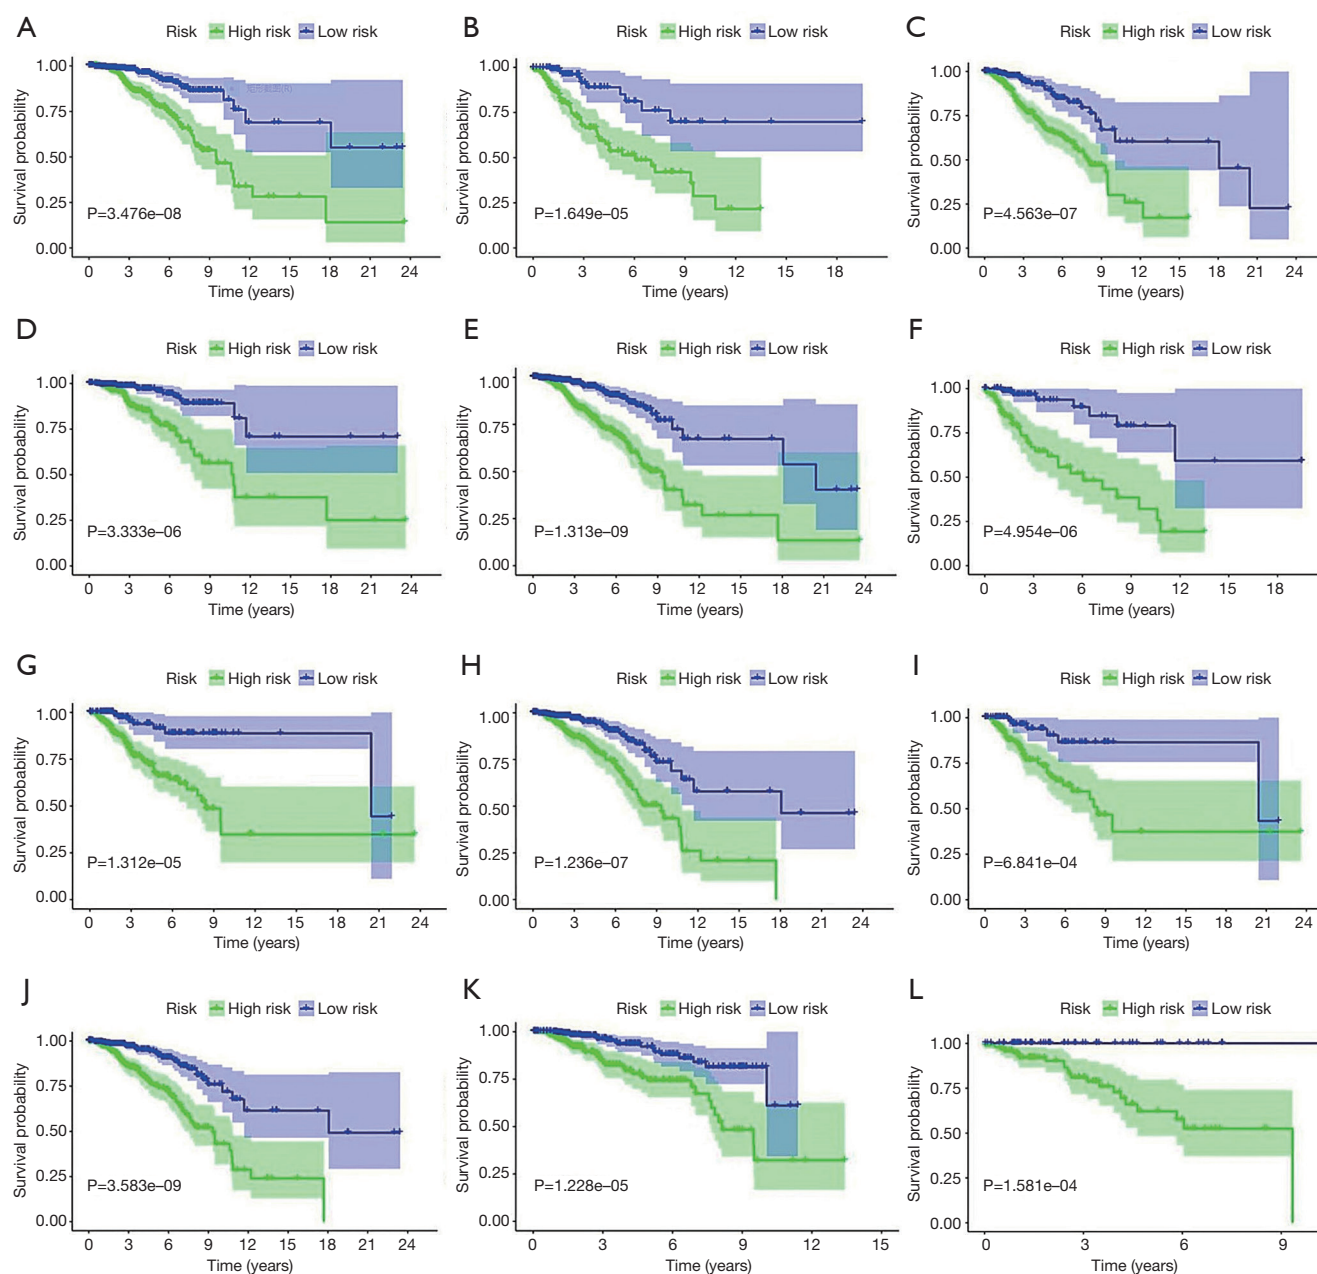 A
Risk High risk Low risk
Survival probability
1.00
0.75
0.50
0.25
0.00
P=3.476e–08
0 3 6 9 12 15 18 21 24
Time (years)
B
Risk High risk Low risk
Survival probability
1.00
0.75
0.50
0.25
0.00
P=1.649e–05
0 3 6 9 12 15 18
Time (years)
C
Risk High risk Low risk
Survival probability
1.00
0.75
0.50
0.25
0.00
P=4.563e–07
0 3 6 9 12 15 18 21 24
Time (years)
D
Risk High risk Low risk
Survival probability
1.00
0.75
0.50
0.25
0.00
P=3.333e–06
0 3 6 9 12 15 18 21 24
Time (years)
E
Risk High risk Low risk
Survival probability
1.00
0.75
0.50
0.25
0.00
P=1.313e–09
0 3 6 9 12 15 18 21 24
Time (years)
F
Risk High risk Low risk
Survival probability
1.00
0.75
0.50
0.25
0.00
P=4.954e–06
0 3 6 9 12 15 18
Time (years)
G
Risk High risk Low risk
Survival probability
1.00
0.75
0.50
0.25
0.00
P=1.312e–05
0 3 6 9 12 15 18 21 24
Time (years)
H
Risk High risk Low risk
Survival probability
1.00
0.75
0.50
0.25
0.00
P=1.236e–07
0 3 6 9 12 15 18 21 24
Time (years)
I
Risk High risk Low risk
Survival probability
1.00
0.75
0.50
0.25
0.00
P=6.841e–04
0 3 6 9 12 15 18 21 24
Time (years)
J
Risk High risk Low risk
Survival probability
1.00
0.75
0.50
0.25
0.00
P=3.583e–09
0 3 6 9 12 15 18 21 24
Time (years)
K
Risk High risk Low risk
Survival probability
1.00
0.75
0.50
0.25
0.00
P=1.228e–05
0 3 6 9 12 15
Time (years)
L
Risk High risk Low risk
Survival probability
1.00
0.75
0.50
0.25
0.00
P=1.581e–04
0 3 6 9
Time (years)